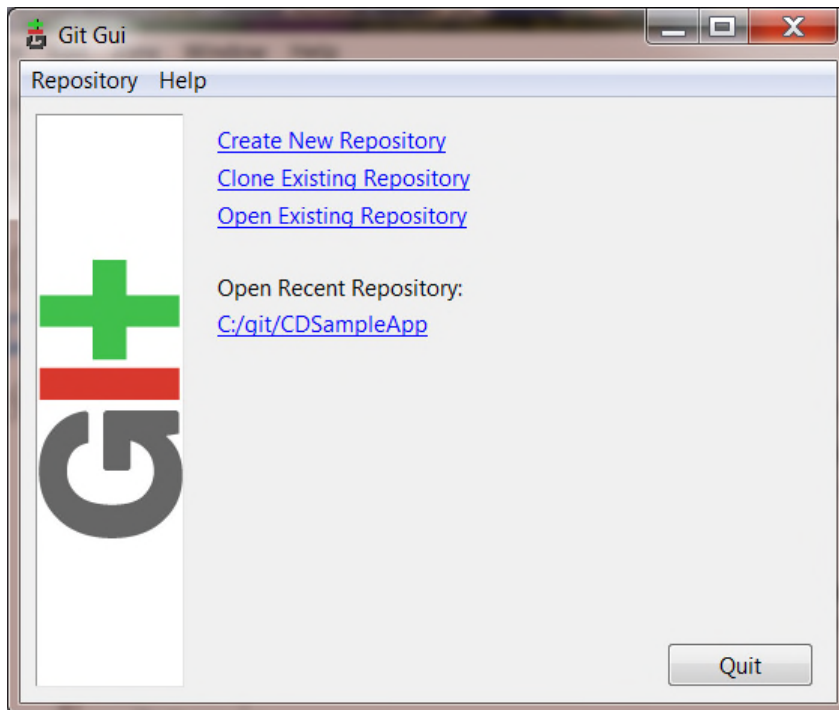 Git Gui
Repository Help
Create New Repository
Clone Existing Repository
Open Existing Repository
Open Recent Repository:
C:/git/CDSampleApp
GIt
Quit